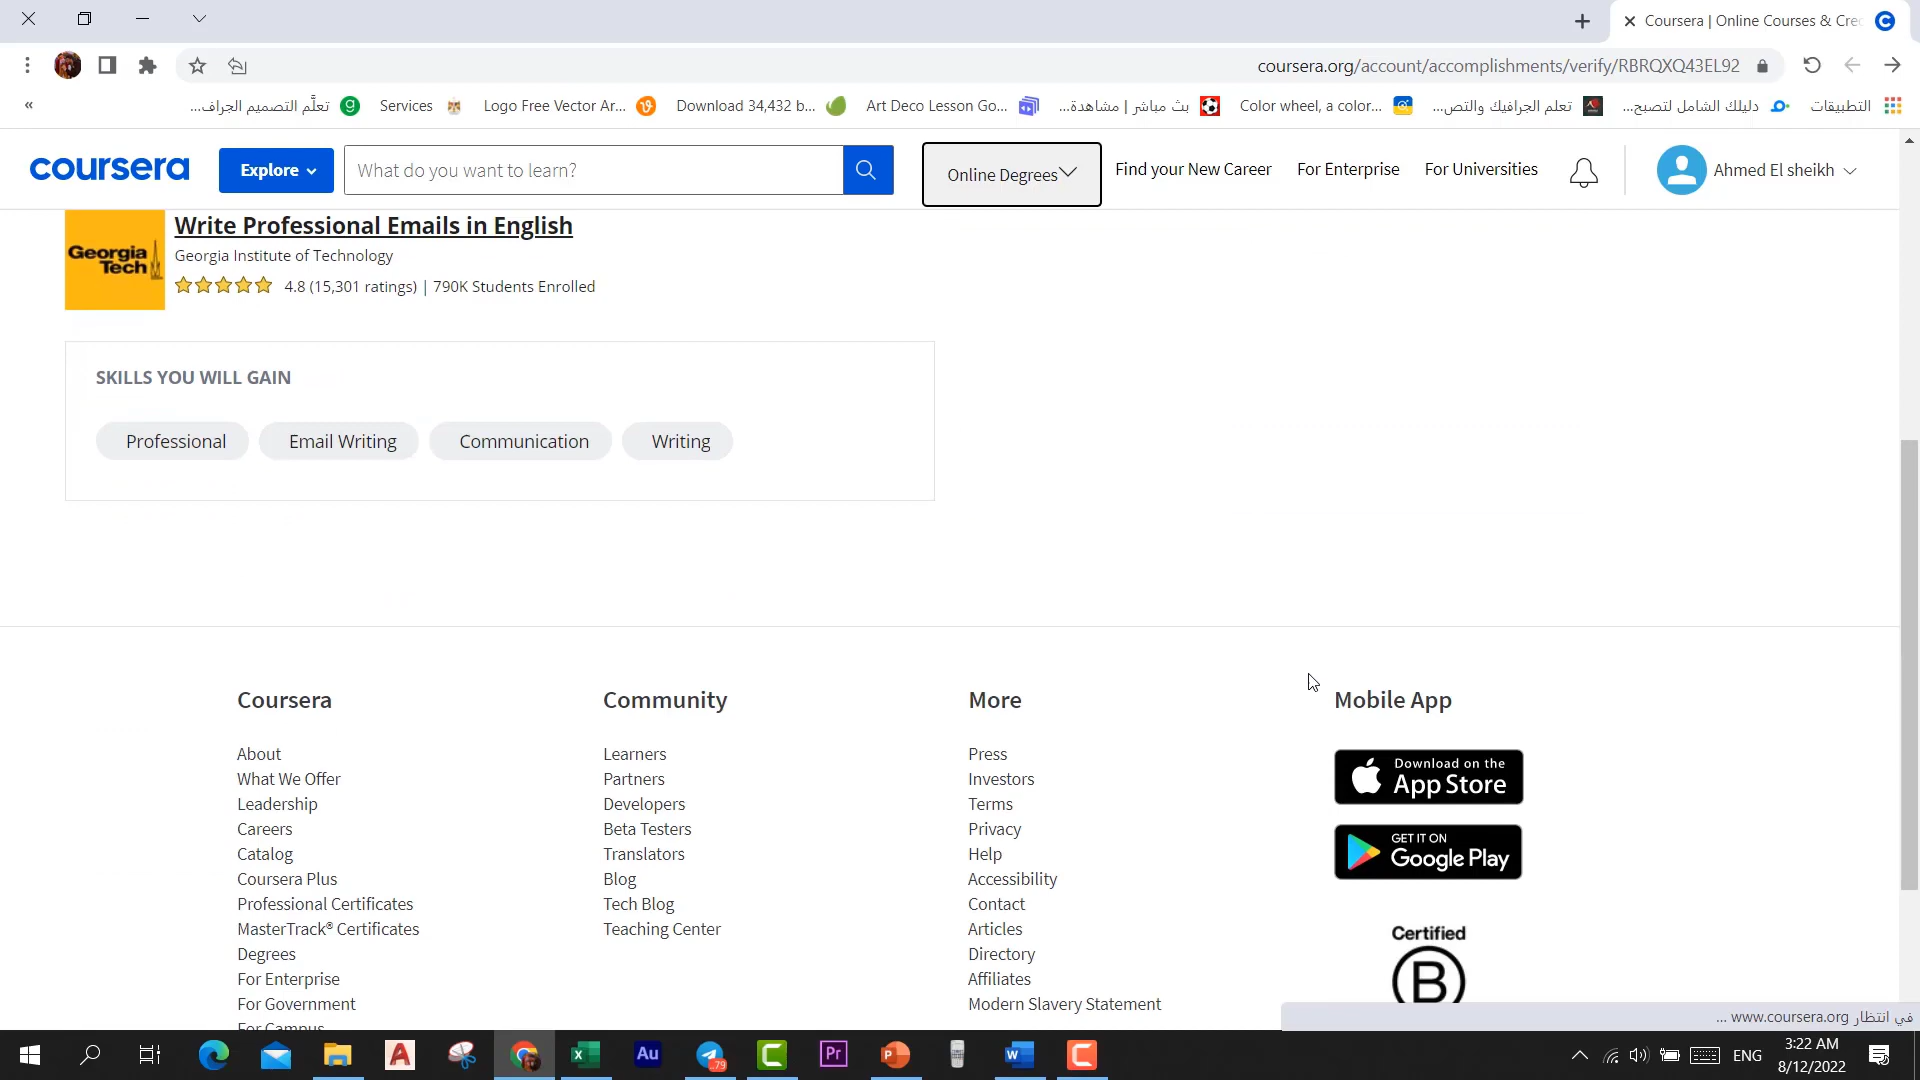 Coursera | Online Courses & Cre
coursera.org/account/accomplishments/verify/RBRQXQ43EL92
«
تعلَّم التصميم الجراف...
Services
Logo Free Vector Ar...
Download 34,432 b...
Art Deco Lesson Go...
بث مباشر | مشاهدة...
Color wheel, a color...
تعلم الجرافيك والتص...
دليلك الشامل لتصبح...
التطبيقات
coursera
Explore
What do you want to learn?
Online Degrees
Find your New Career
For Enterprise
For Universities
Ahmed El sheikh
Georgia
Tech
Write Professional Emails in English
Georgia Institute of Technology
4.8 (15,301 ratings) | 790K Students Enrolled
SKILLS YOU WILL GAIN
Professional
Email Writing
Communication
Writing
Coursera
About
What We Offer
Leadership
Careers
Catalog
Coursera Plus
Professional Certificates
MasterTrack® Certificates
Degrees
For Enterprise
For Government
For Campus
Community
Learners
Partners
Developers
Beta Testers
Translators
Blog
Tech Blog
Teaching Center
More
Press
Investors
Terms
Privacy
Help
Accessibility
Contact
Articles
Directory
Affiliates
Modern Slavery Statement
Mobile App
Download on the
App Store
GET IT ON
Google Play
Certified
B
في انتظار www.coursera.org ...
Au
79
Pr
ENG
3:22 AM
8/12/2022